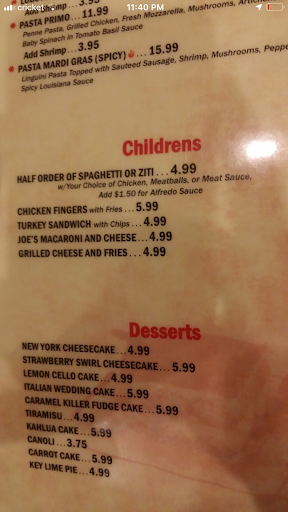 cricket 11:40 PM
Shrimp...3.95
PASTA PRIMO...11.99
Penne Pasta, Grilled Chicken, Fresh Mozzarella, Mushrooms,
Baby Spinach in Tomato Basil Sauce
Add Shrimp...3.95
PASTA MARDI GRAS (SPICY)...15.99
Linguini Pasta Topped with Sauteed Sausage, Shrimp, Mushrooms,
Spicy Louisiana Sauce
Childrens
HALF ORDER OF SPAGHETTI OR ZITI...4.99
w/Your Choice of Chicken, Meatballs, or Meat Sauce,
Add $1.50 for Alfredo Sauce
CHICKEN FINGERS with Fries...5.99
TURKEY SANDWICH with Chips...4.99
JOE'S MACARONI AND CHEESE...4.99
GRILLED CHEESE AND FRIES...4.99
Desserts
NEW YORK CHEESECAKE...4.99
STRAWBERRY SWIRL CHEESECAKE...5.99
LEMON CELLO CAKE...4.99
ITALIAN WEDDING CAKE...5.99
CARAMEL KILLER FUDGE CAKE...5.99
TIRAMISU...4.99
KAHLUA CAKE...5.99
CANOLI...3.75
CARROT CAKE...5.99
KEY LIME PIE...4.99